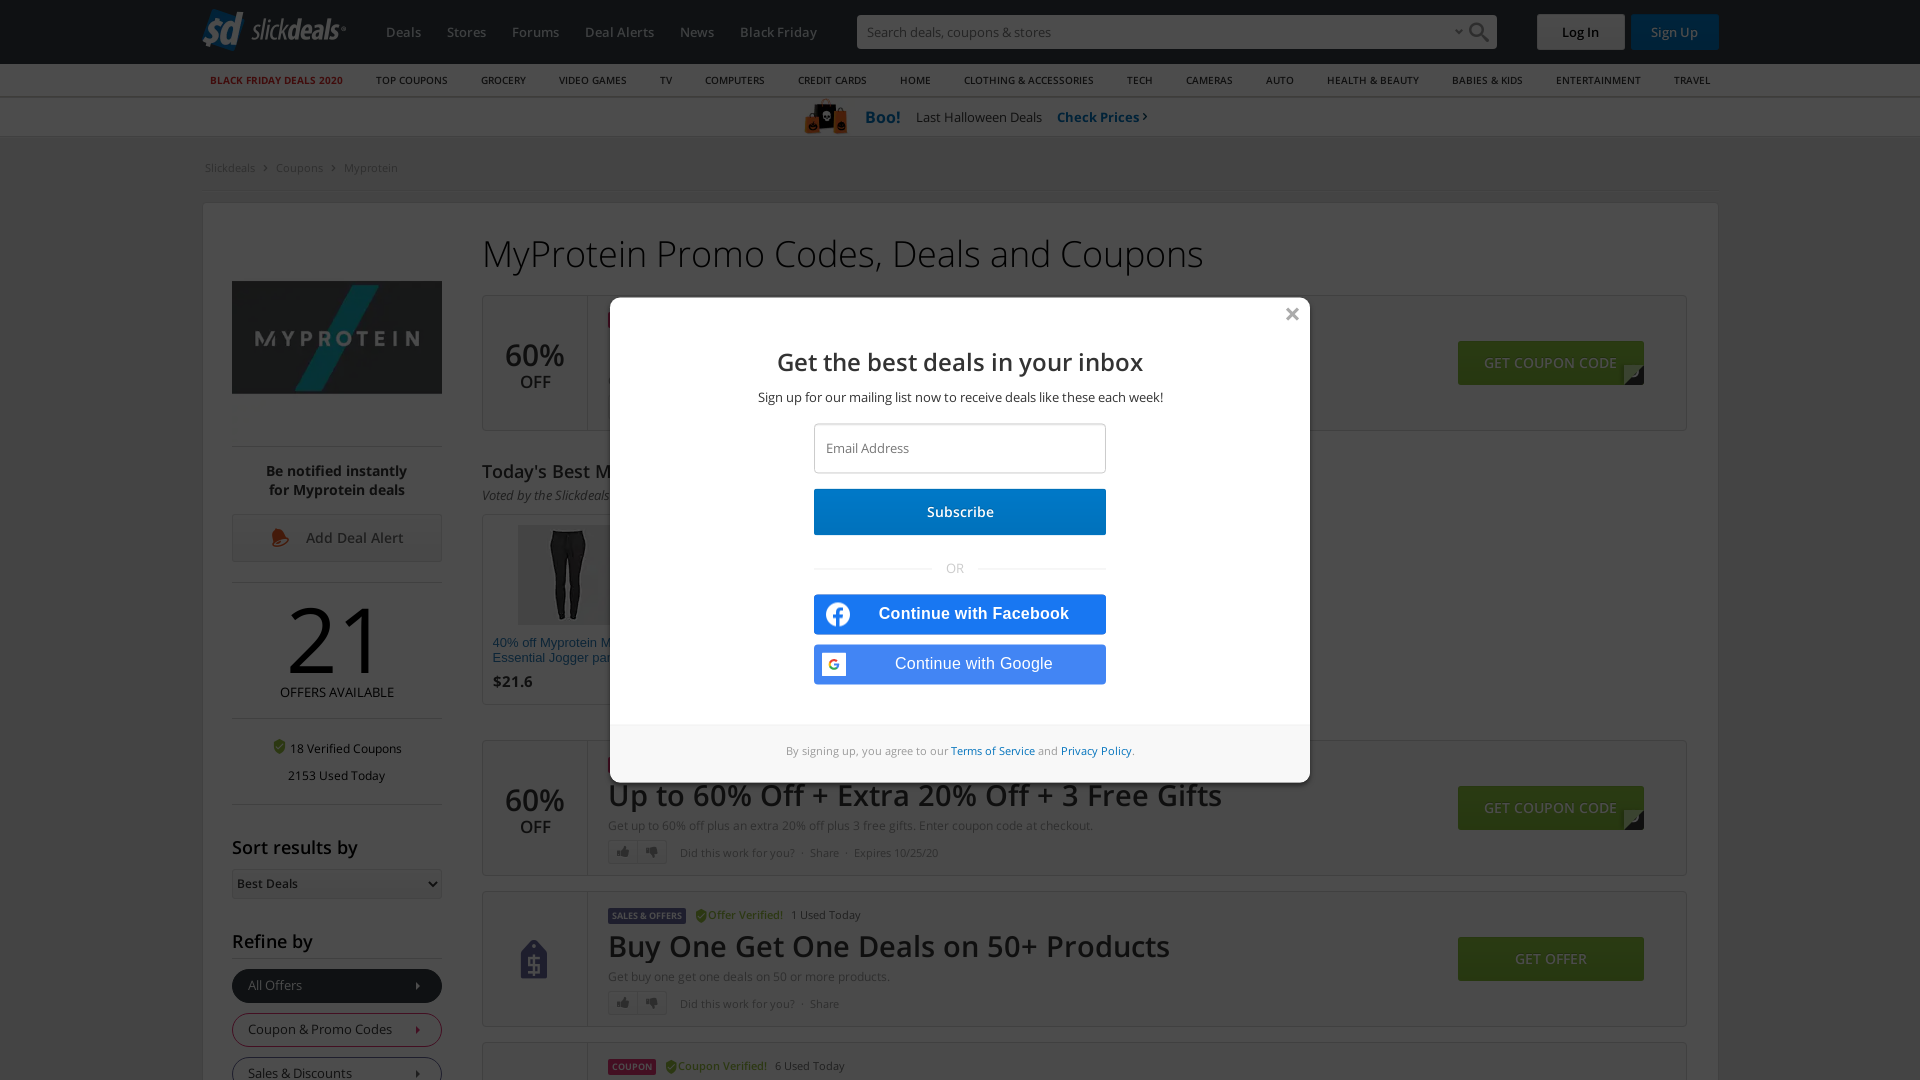 slickdeals
Deals
Stores
Forums
Deal Alerts
News
Black Friday
Search deals, coupons & stores
Log In
Sign Up
BLACK FRIDAY DEALS 2020
TOP COUPONS
GROCERY
VIDEO GAMES
TV
COMPUTERS
CREDIT CARDS
HOME
CLOTHING & ACCESSORIES
TECH
CAMERAS
AUTO
HEALTH & BEAUTY
BABIES & KIDS
ENTERTAINMENT
TRAVEL
Boo! Last Halloween Deals Check Prices
Slickdeals
Coupons
Myprotein
MyProtein Promo Codes, Deals and Coupons
MYPROTEIN
Be notified instantly
for Myprotein deals
Add Deal Alert
21
OFFERS AVAILABLE
18 Verified Coupons
2153 Used Today
Sort results by
Best Deals
Refine by
All Offers
Coupon & Promo Codes
Sales & Discounts
60%
OFF
GET COUPON CODE
Today's Best M
Voted by the Slickdeals
40% off Myprotein M
Essential Jogger pan
$21.6
Get the best deals in your inbox
Sign up for our mailing list now to receive deals like these each week!
Email Address
Subscribe
OR
Continue with Facebook
Continue with Google
By signing up, you agree to our Terms of Service and Privacy Policy.
60%
OFF
Up to 60% Off + Extra 20% Off + 3 Free Gifts
Get up to 60% off plus an extra 20% off plus 3 free gifts. Enter coupon code at checkout.
Did this work for you? · Share · Expires 10/25/20
GET COUPON CODE
SALES & OFFERS Offer Verified! 1 Used Today
Buy One Get One Deals on 50+ Products
Get buy one get one deals on 50 or more products.
Did this work for you? · Share
GET OFFER
COUPON Coupon Verified! 6 Used Today